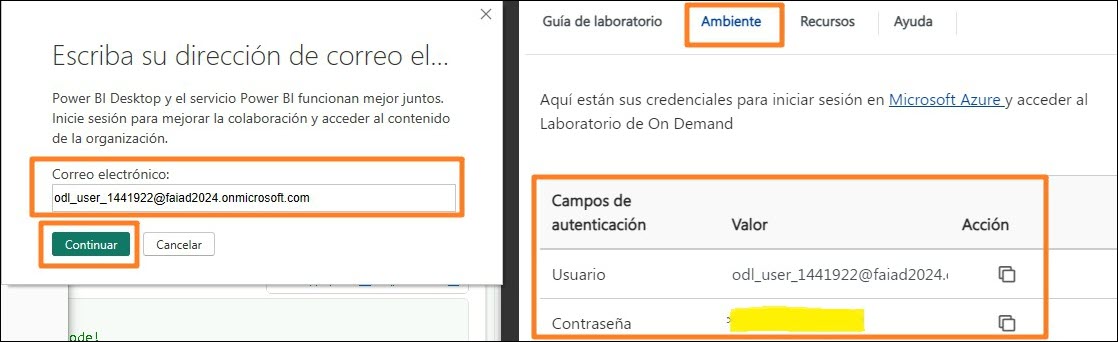 Escriba su dirección de correo el...
Power BI Desktop y el servicio Power BI funcionan mejor juntos.
Inicie sesión para mejorar la colaboración y acceder al contenido
de la organización.
Correo electrónico:
odl_user_1441922@faiad2024.onmicrosoft.com
Continuar
Cancelar
Guía de laboratorio
Ambiente
Recursos
Ayuda
Aquí están sus credenciales para iniciar sesión en Microsoft Azure y acceder al
Laboratorio de On Demand
Campos de
autenticación
Valor
Acción
Usuario
odl_user_1441922@faiad2024.
Contraseña